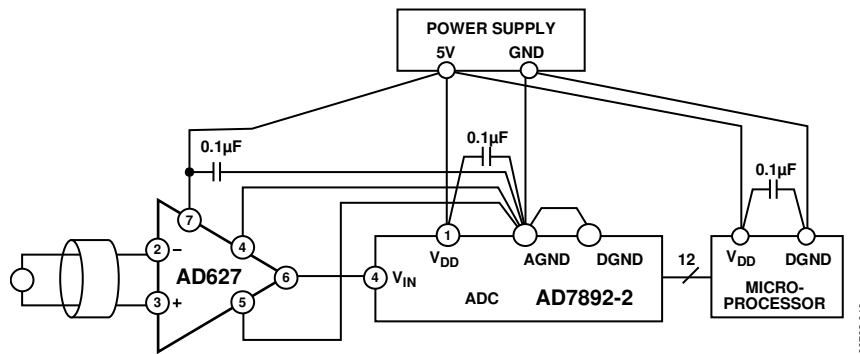 POWER SUPPLY
5V GND
0.1µF
0.1µF
0.1µF
7
2 −
4
1
V_DD
AGND
DGND
12
V_DD
DGND
AD627
6
4 V_IN
3 +
5
ADC AD7892-2
MICRO-
PROCESSOR